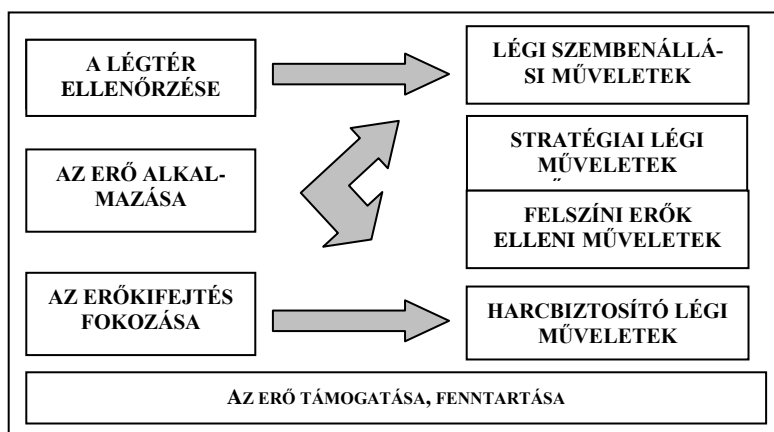 A LÉGTÉR
ELLENŐRZÉSE
LÉGI SZEMBENÁLLÁ-
SI MŰVELETEK
AZ ERŐ ALKAL-
MAZÁSA
STRATÉGIAI LÉGI
MŰVELETEK
FELSZÍNI ERŐK
ELLENI MŰVELETEK
AZ ERŐKIFEJTÉS
FOKOZÁSA
HARCBIZTOSÍTÓ LÉGI
MŰVELETEK
AZ ERŐ TÁMOGATÁSA, FENNTARTÁSA